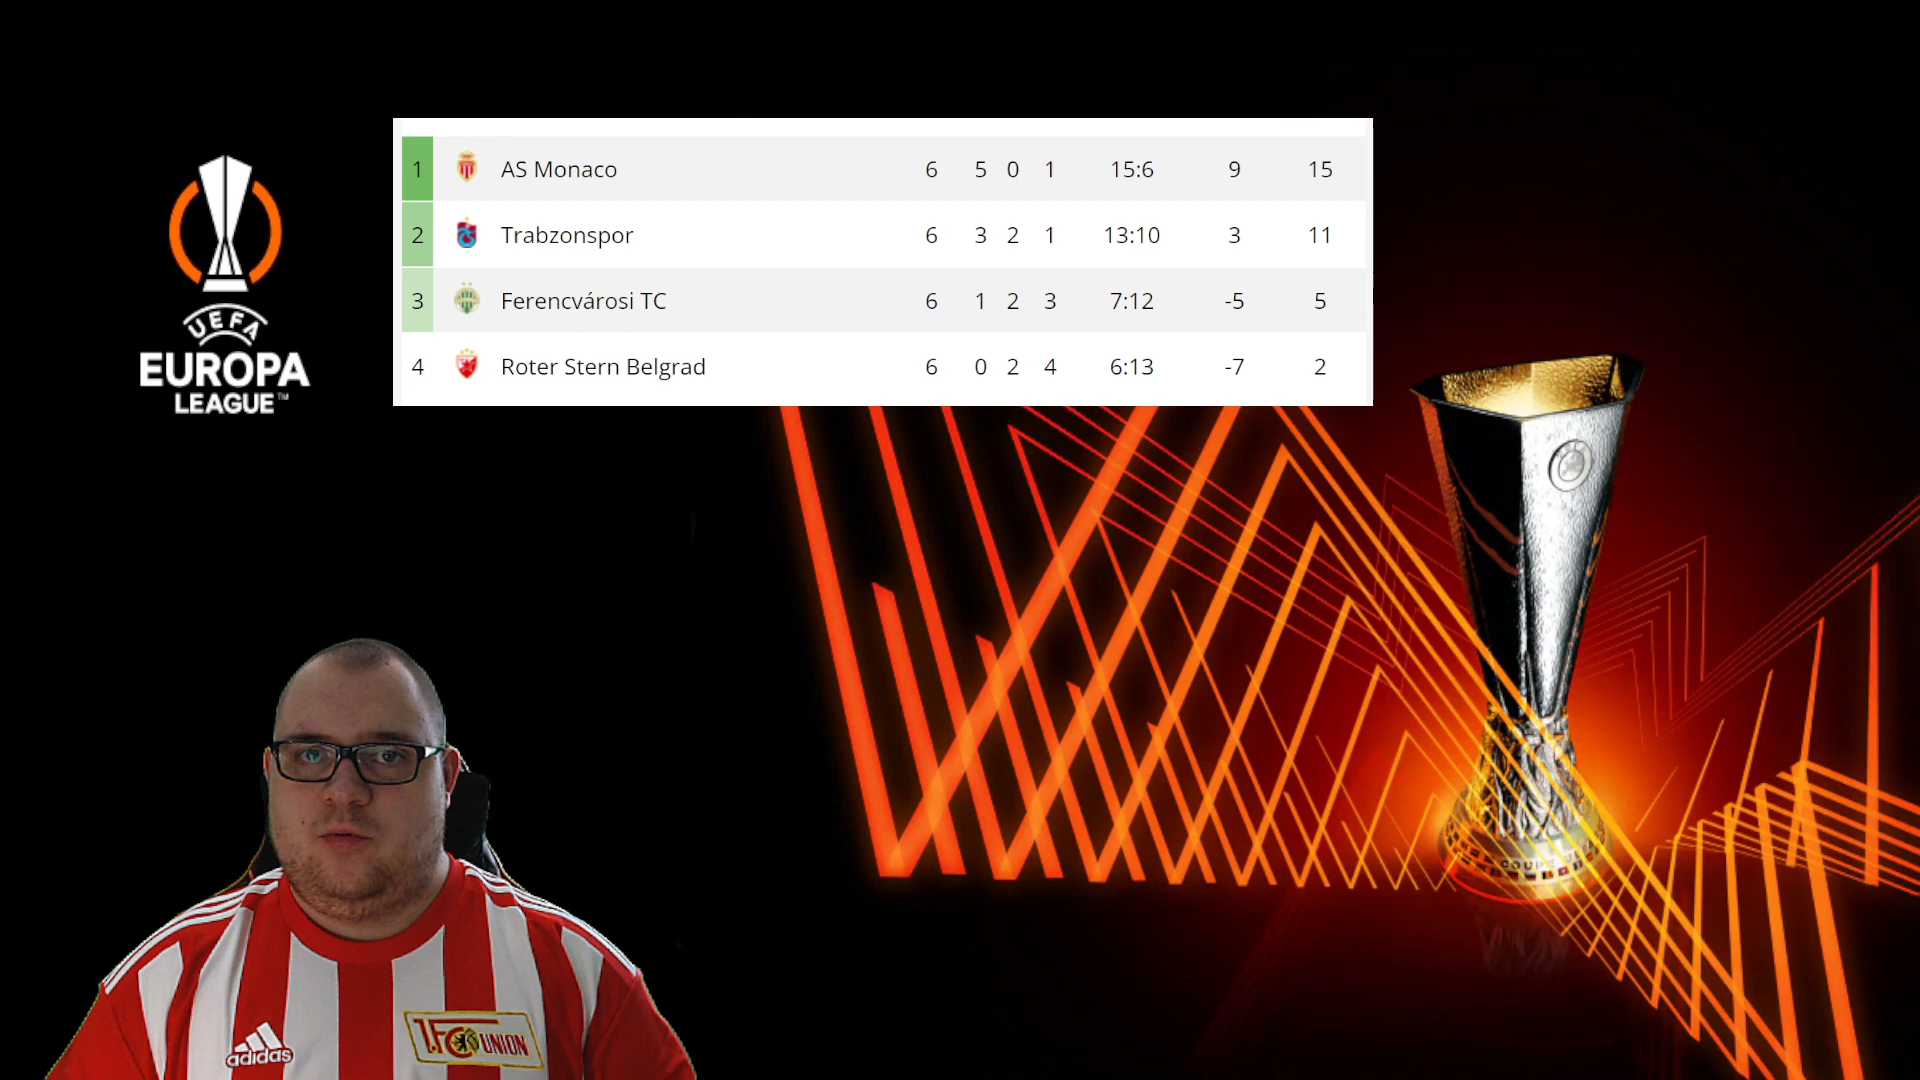 1 AS Monaco 6 5 0 1 15:6 9 15
2 Trabzonspor 6 3 2 1 13:10 3 11
3 Ferencvárosi TC 6 1 2 3 7:12 -5 5
4 Roter Stern Belgrad 6 0 2 4 6:13 -7 2
UEFA
EUROPA
LEAGUE™
adidas
1.FC UNION